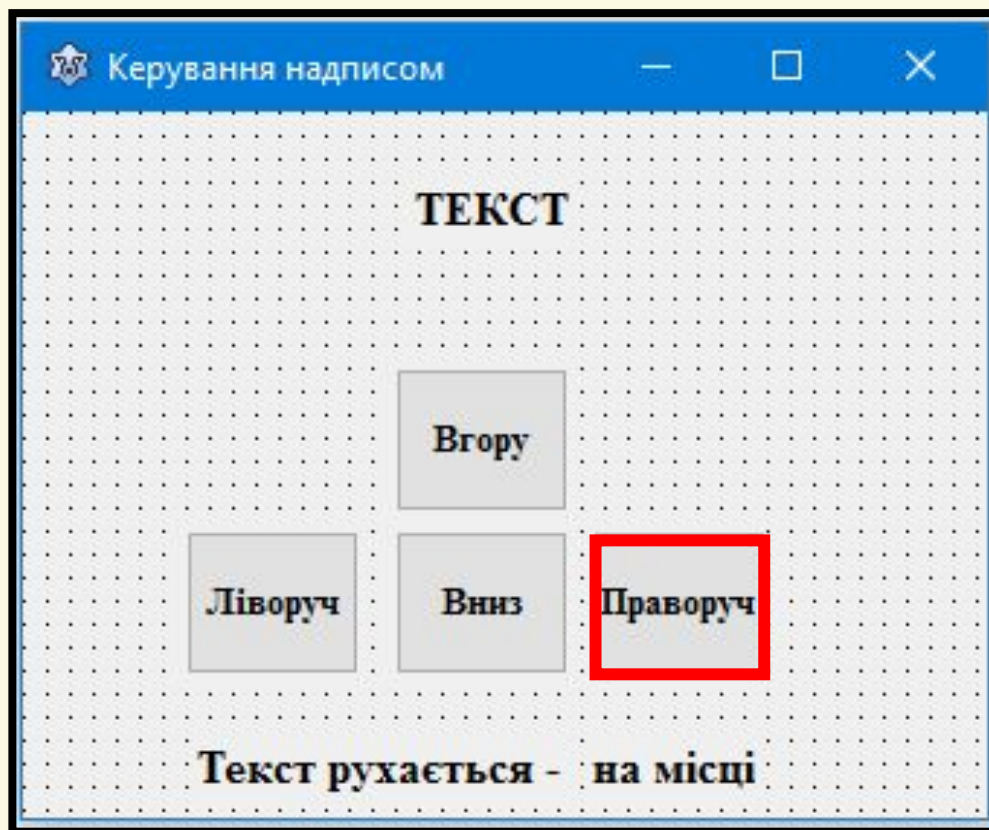 Керування надписом
ТЕКСТ
Вгору
Ліворуч Вниз Праворуч
Текст рухається - на місці